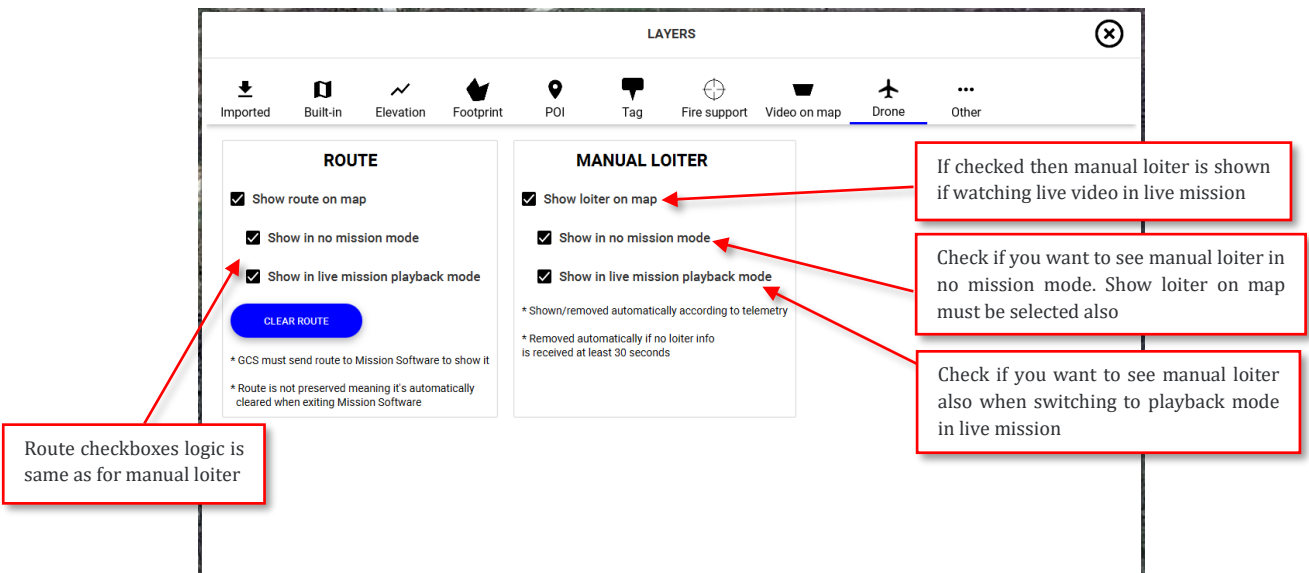 LAYERS
Imported
Built-in
Elevation
Footprint
POI
Tag
Fire support
Video on map
Drone
Other
ROUTE
Show route on map
Show in no mission mode
Show in live mission playback mode
CLEAR ROUTE
* GCS must send route to Mission Software to show it
* Route is not preserved meaning it's automatically
cleared when exiting Mission Software
MANUAL LOITER
Show loiter on map
Show in no mission mode
Show in live mission playback mode
* Shown/removed automatically according to telemetry
* Removed automatically if no loiter info
is received at least 30 seconds
If checked then manual loiter is shown
if watching live video in live mission
Check if you want to see manual loiter in
no mission mode. Show loiter on map
must be selected also
Check if you want to see manual loiter
also when switching to playback mode
in live mission
Route checkboxes logic is
same as for manual loiter